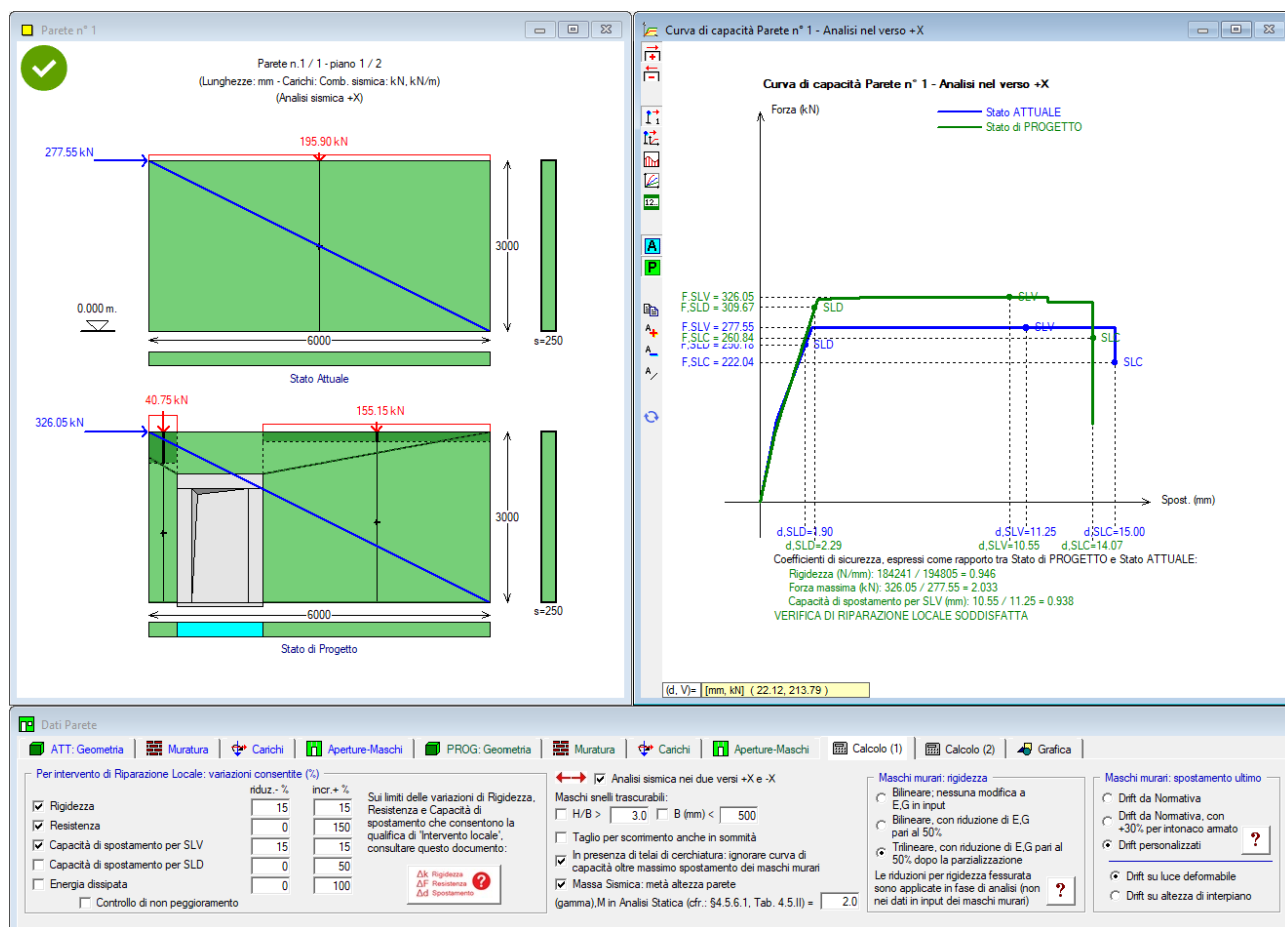 Parete n° 1
Parete n.1 / 1 - piano 1 / 2
(Lunghezze: mm - Carichi: Comb. sismica: kN, kN/m)
(Analisi sismica +X)
195.90 kN
277.55 kN
3000
0.000 m.
6000
s=250
Stato Attuale
40.75 kN
155.15 kN
326.05 kN
3000
6000
s=250
Stato di Progetto
Curva di capacità Parete n° 1 - Analisi nel verso +X
Curva di capacità Parete n° 1 - Analisi nel verso +X
Forza (kN)
Stato ATTUALE
Stato di PROGETTO
1
12..
A
P
A
A
A
F,SLV = 326.05
SLV
F,SLD = 309.67
SLD
F,SLV = 277.55
SLV
F,SLC = 260.84
SLC
F,SLD = 250.18
SLD
F,SLC = 222.04
SLC
Spost. (mm)
d,SLD=1.90
d,SLV=11.25
d,SLC=15.00
d,SLD=2.29
d,SLV=10.55
d,SLC=14.07
Coefficienti di sicurezza, espressi come rapporto tra Stato di PROGETTO e Stato ATTUALE:
Rigidezza (N/mm): 184241 / 194805 = 0.946
Forza massima (kN): 326.05 / 277.55 = 2.033
Capacità di spostamento per SLV (mm): 10.55 / 11.25 = 0.938
VERIFICA DI RIPARAZIONE LOCALE SODDISFATTA
(d, V)= [mm, kN] ( 22.12, 213.79 )
Dati Parete
ATT: Geometria Muratura Carichi Aperture-Maschi PROG: Geometria Muratura Carichi Aperture-Maschi Calcolo (1) Calcolo (2) Grafica
Per intervento di Riparazione Locale: variazioni consentite (%)
riduz.- % incr.+ %
Rigidezza 15 15
Resistenza 0 150
Capacità di spostamento per SLV 15 15
Capacità di spostamento per SLD 0 50
Energia dissipata 0 100
Controllo di non peggioramento
Sui limiti delle variazioni di Rigidezza,
Resistenza e Capacità di
spostamento che consentono la
qualifica di 'Intervento locale',
consultare questo documento:
Δk Rigidezza
ΔF Resistenza ?
Δd Spostamento
Analisi sismica nei due versi +X e -X
Maschi snelli trascurabili:
H/B > 3.0 B (mm) < 500
Taglio per scorrimento anche in sommità
In presenza di telai di cerchiatura: ignorare curva di
capacità oltre massimo spostamento dei maschi murari
Massa Sismica: metà altezza parete
(gamma),M in Analisi Statica (cfr.: §4.5.6.1, Tab. 4.5.II) = 2.0
Maschi murari: rigidezza
Bilineare; nessuna modifica a
E,G in input
Bilineare, con riduzione di E,G
pari al 50%
Trilineare, con riduzione di E,G pari al
50% dopo la parzializzazione
Le riduzioni per rigidezza fessurata
sono applicate in fase di analisi (non
nei dati in input dei maschi murari)
?
Maschi murari: spostamento ultimo
Drift da Normativa
Drift da Normativa, con
+30% per intonaco armato
Drift personalizzati
?
Drift su luce deformabile
Drift su altezza di interpiano